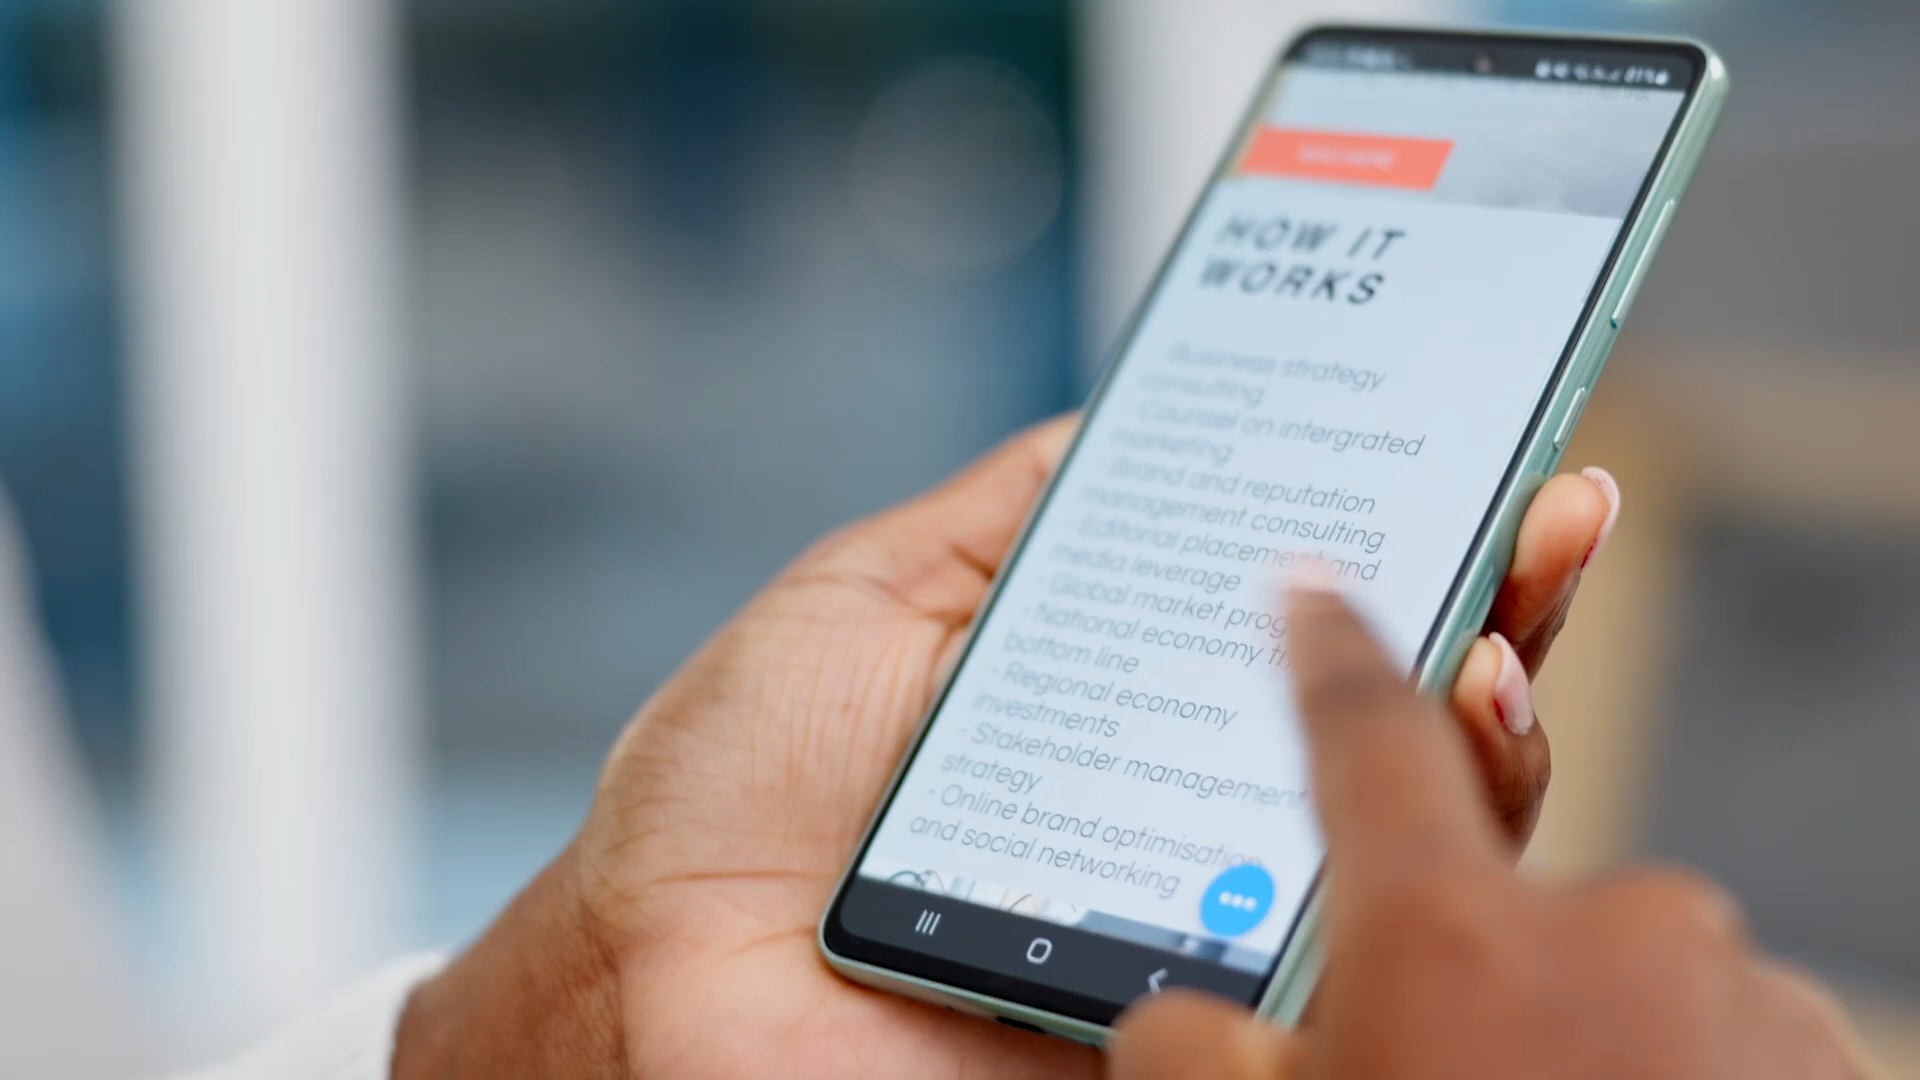 HOW IT
WORKS
- Business strategy
consulting
- Counsel on intergrated
marketing
- Brand and reputation
management consulting
- Editorial placement and
media leverage
- Global market
- National economy
bottom line
- Regional economy
investments
- Stakeholder management
strategy
- Online brand optimisation
and social networking